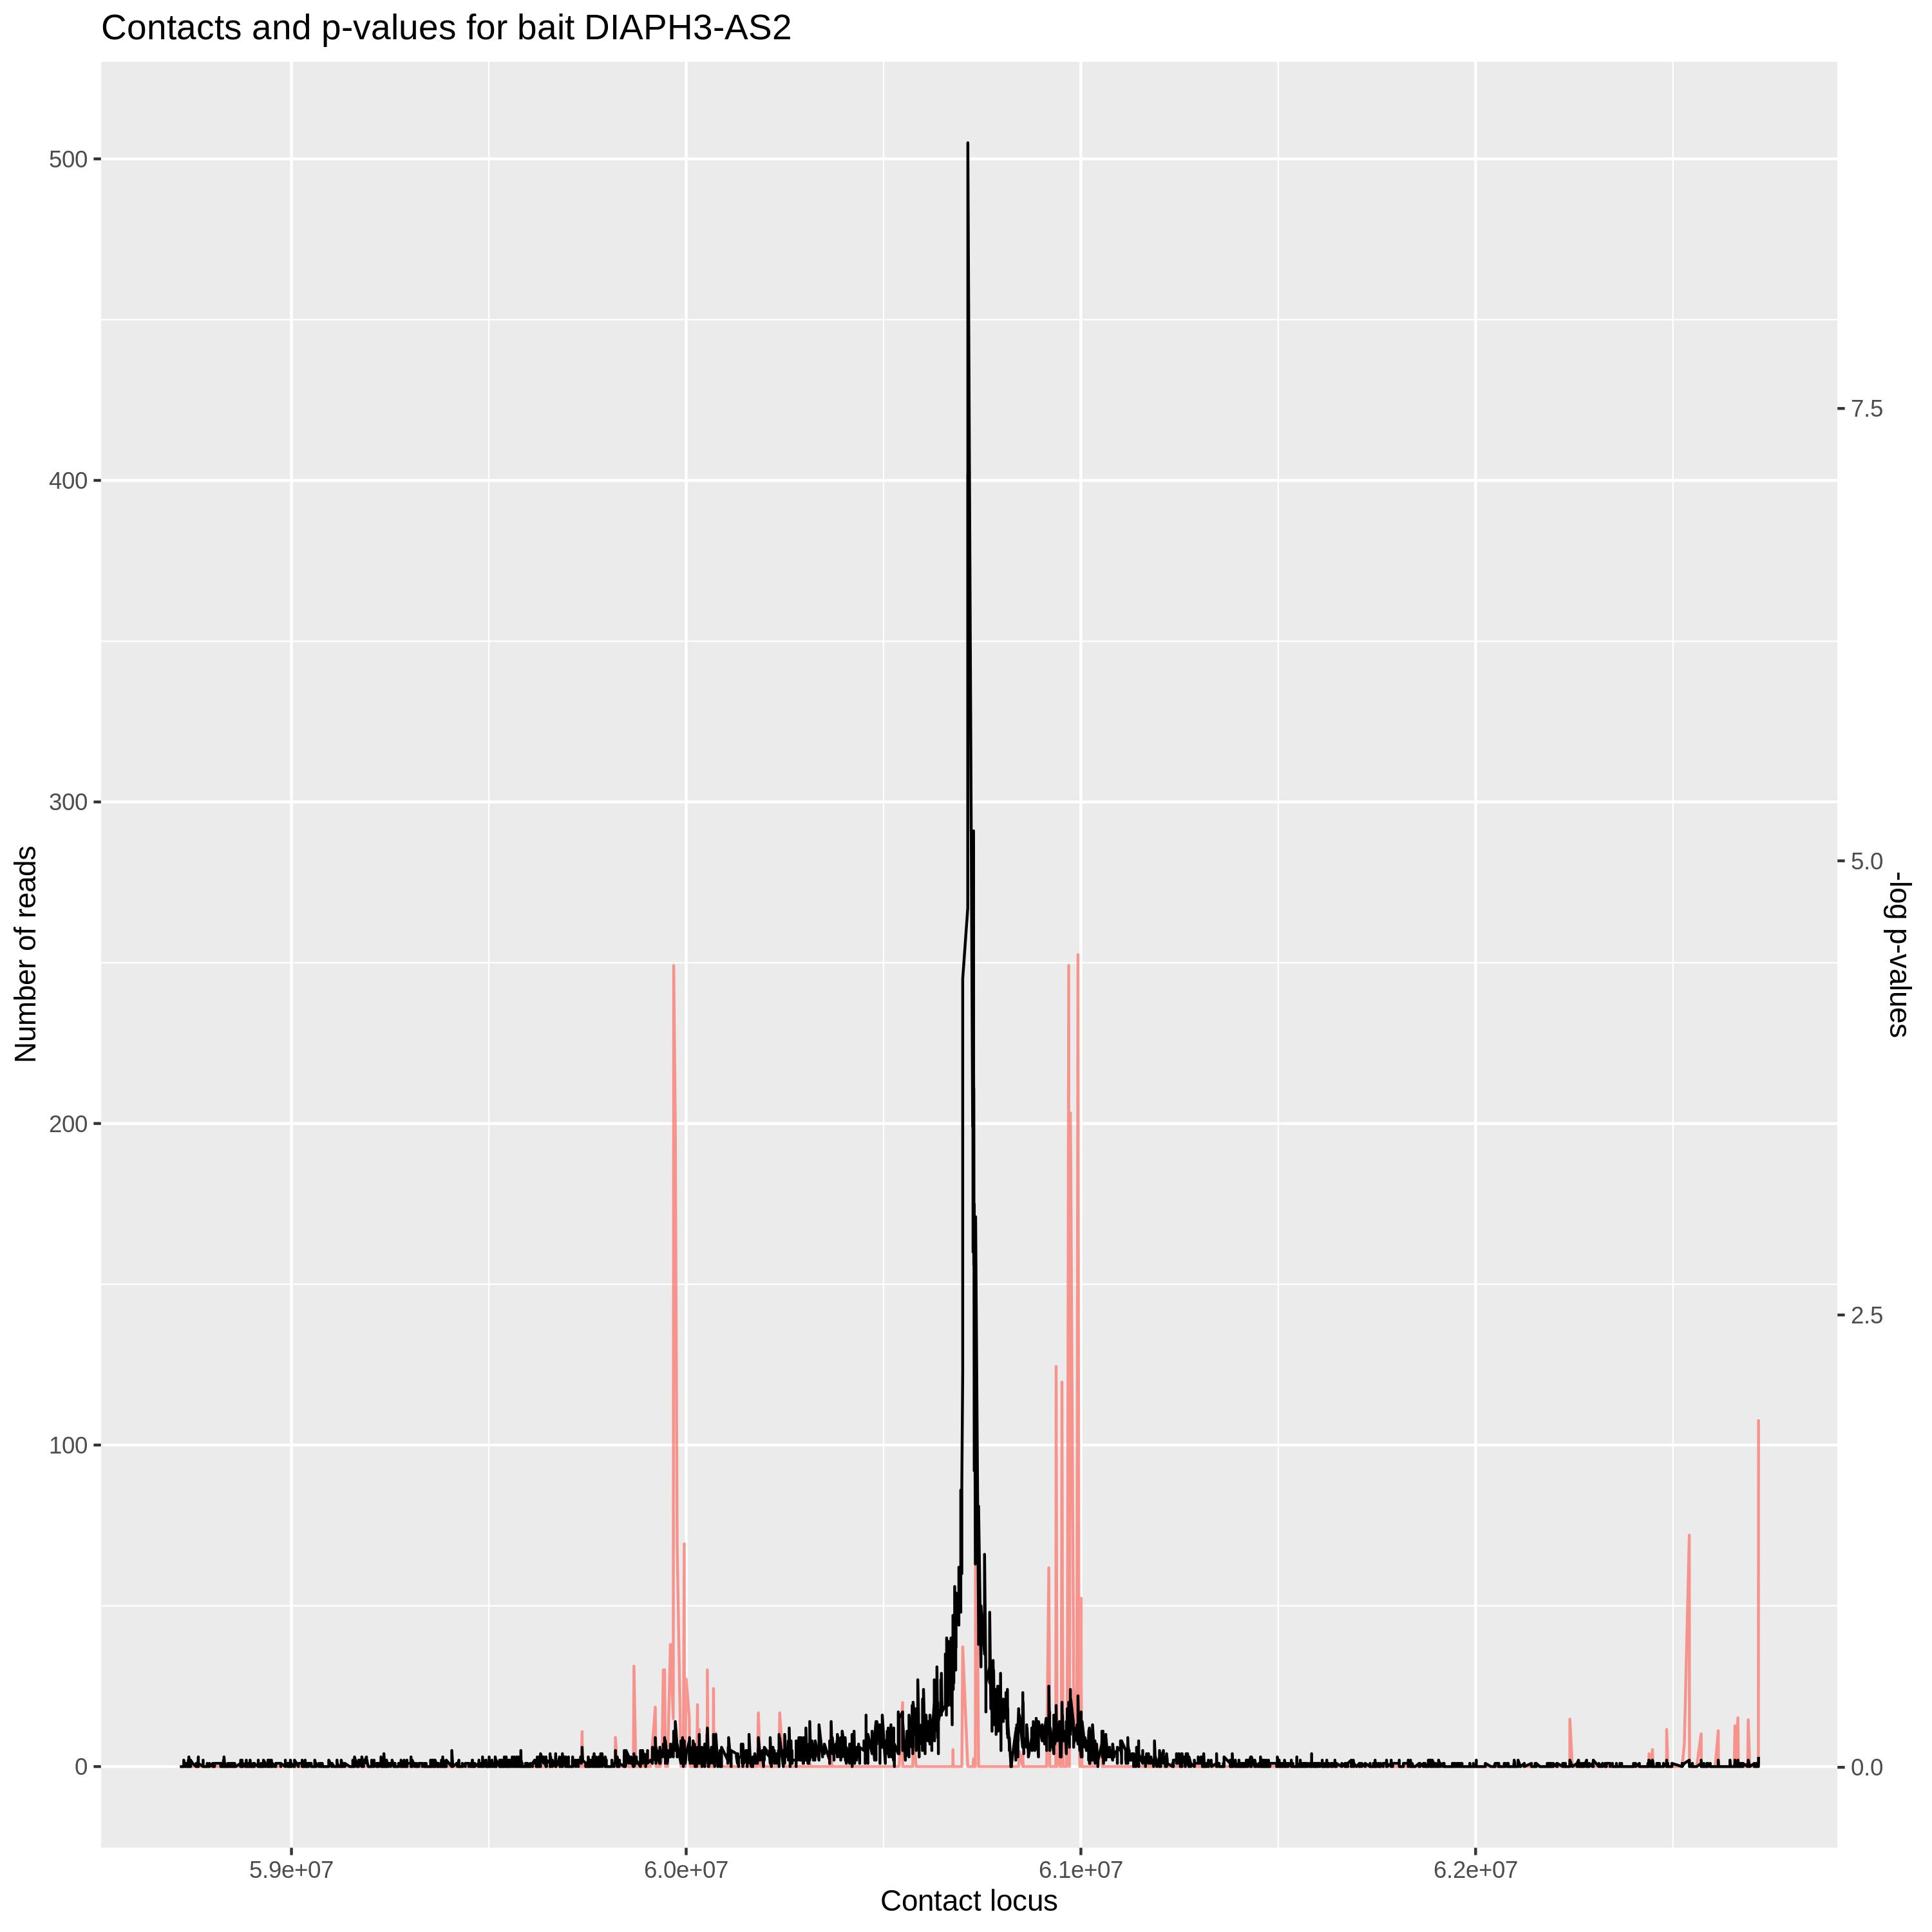 Contacts and p-values for bait DIAPH3-AS2
500
400
300
200
100
0
Number of reads
7.5
5.0
2.5
0.0
-log p-values
5.9e+07
6.0e+07
6.1e+07
6.2e+07
Contact locus